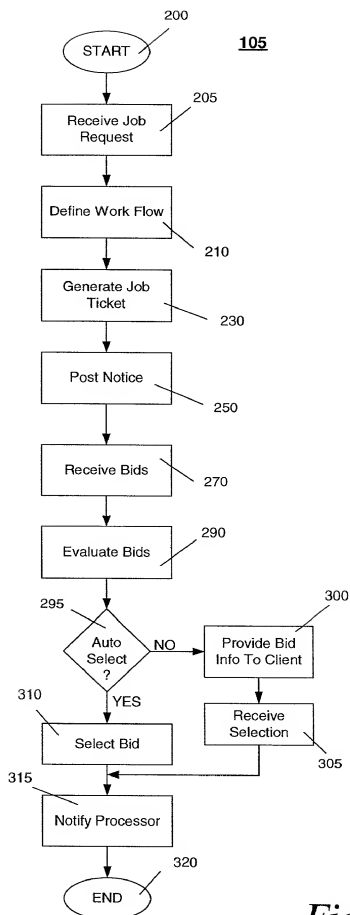 200
105
START
205
Receive Job
Request
Define Work Flow
210
Generate Job
Ticket
230
Post Notice
250
Receive Bids
270
290
Evaluate Bids
295
Auto
Select
?
NO
300
Provide Bid
Info To Client
YES
310
Select Bid
Receive
Selection
305
315
Notify Processor
END
320